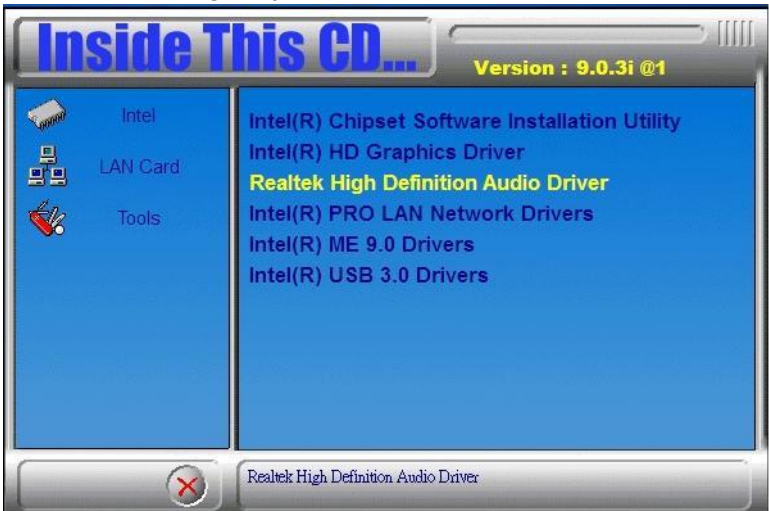 Inside This CD...
Version : 9.0.3i @1
Intel
LAN Card
Tools
Intel(R) Chipset Software Installation Utility
Intel(R) HD Graphics Driver
Realtek High Definition Audio Driver
Intel(R) PRO LAN Network Drivers
Intel(R) ME 9.0 Drivers
Intel(R) USB 3.0 Drivers
Realtek High Definition Audio Driver